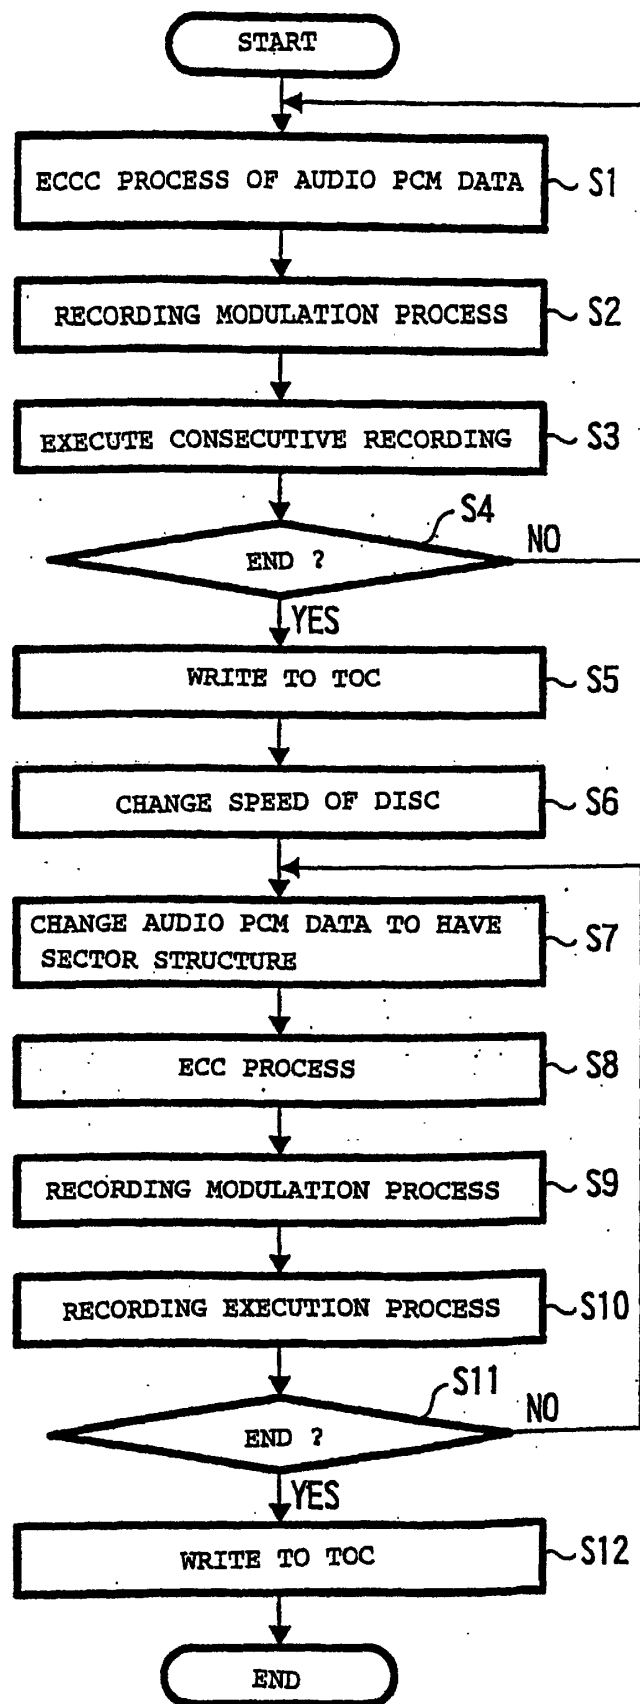 START
ECCC PROCESS OF AUDIO PCM DATA
S1
RECORDING MODULATION PROCESS
S2
EXECUTE CONSECUTIVE RECORDING
S3
S4
END ?
NO
YES
WRITE TO TOC
S5
CHANGE SPEED OF DISC
S6
CHANGE AUDIO PCM DATA TO HAVE
SECTOR STRUCTURE
S7
ECC PROCESS
S8
RECORDING MODULATION PROCESS
S9
RECORDING EXECUTION PROCESS
S10
S11
END ?
NO
YES
WRITE TO TOC
S12
END